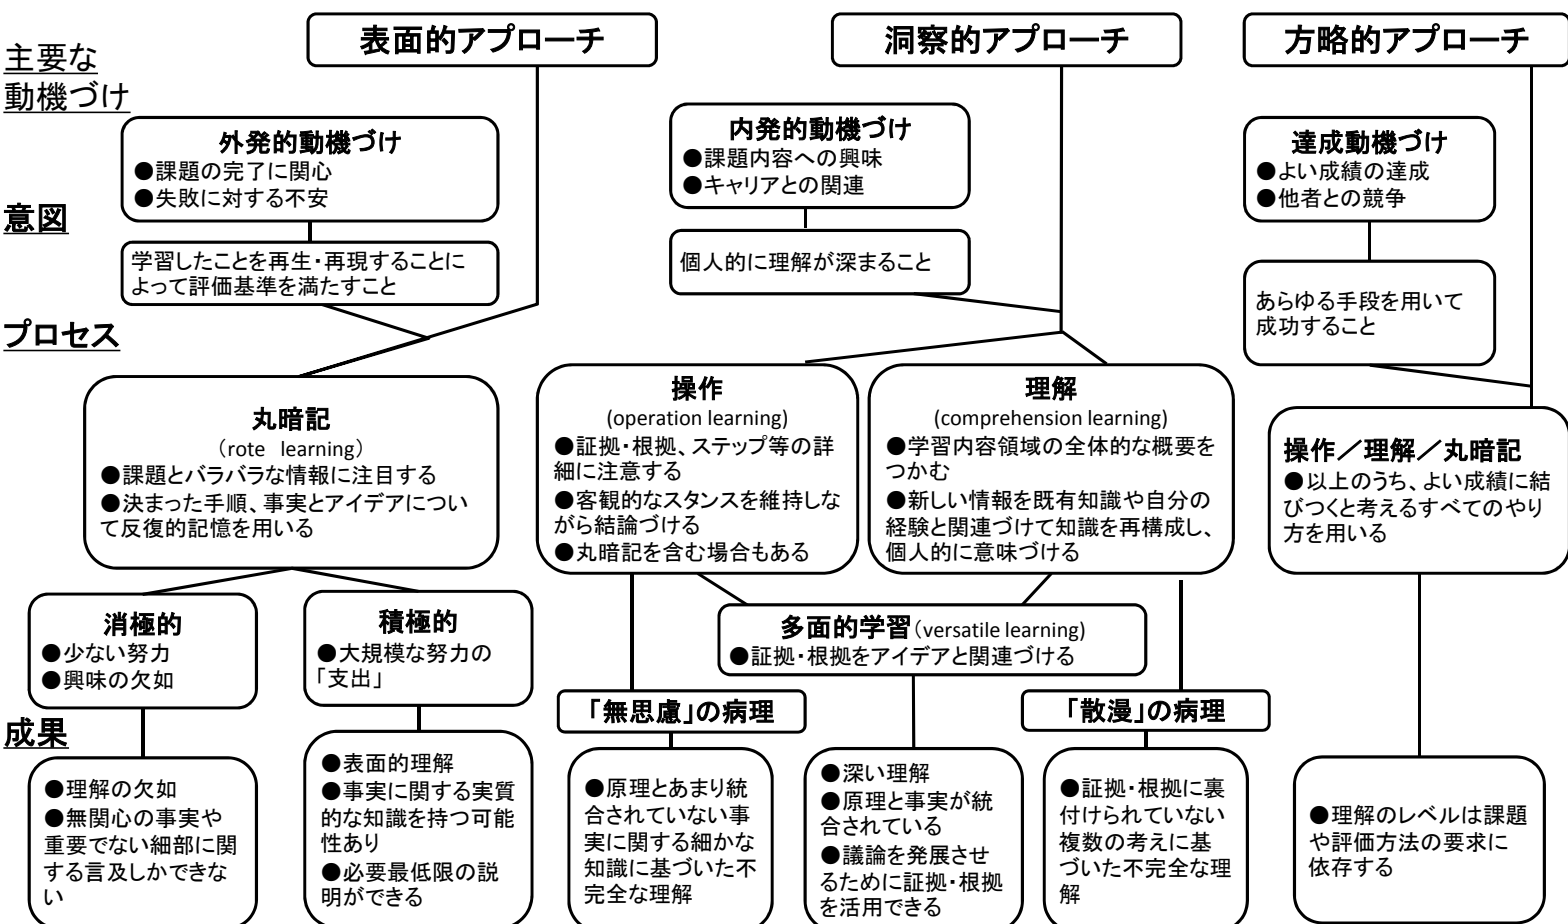 表面的アプローチ
洞察的アプローチ
方略的アプローチ
主要な
動機づけ
外発的動機づけ
●課題の完了に関心
●失敗に対する不安
内発的動機づけ
●課題内容への興味
●キャリアとの関連
達成動機づけ
●よい成績の達成
●他者との競争
意図
学習したことを再生・再現することに
よって評価基準を満たすこと
個人的に理解が深まること
あらゆる手段を用いて
成功すること
プロセス
丸暗記
(rote learning)
●課題とバラバラな情報に注目する
●決まった手順、事実とアイデアについ
て反復的記憶を用いる
操作
(operation learning)
●証拠・根拠、ステップ等の詳
細に注意する
●客観的なスタンスを維持しな
がら結論づける
●丸暗記を含む場合もある
理解
(comprehension learning)
●学習内容領域の全体的な概要を
つかむ
●新しい情報を既有知識や自分の
経験と関連づけて知識を再構成し、
個人的に意味づける
操作／理解／丸暗記
●以上のうち、よい成績に結
びつくと考えるすべてのやり
方を用いる
消極的
●少ない努力
●興味の欠如
積極的
●大規模な努力の
「支出」
多面的学習(versatile learning)
●証拠・根拠をアイデアと関連づける
「無思慮」の病理
「散漫」の病理
成果
●理解の欠如
●無関心の事実や
重要でない細部に関
する言及しかできな
い
●表面的理解
●事実に関する実質
的な知識を持つ可能
性あり
●必要最低限の説
明ができる
●原理とあまり統
合されていない事
実に関する細かな
知識に基づいた不
完全な理解
●深い理解
●原理と事実が統
合されている
●議論を発展させ
るために証拠・根拠
を活用できる
●証拠・根拠に裏
付けられていない
複数の考えに基
づいた不完全な理
解
●理解のレベルは課題
や評価方法の要求に
依存する